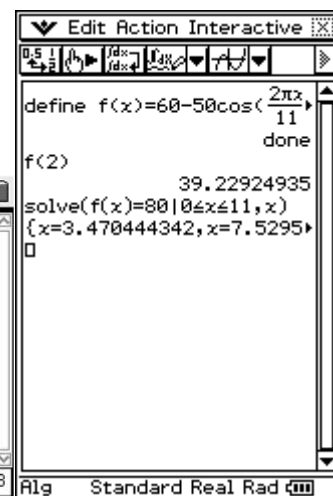 Edit Action Interactive
define f(x)=60-50cos(2πx/11
done
f(2)
39.22924935
solve(f(x)=80|0≤x≤11,x)
{x=3.470444342,x=7.5295
Alg Standard Real Rad